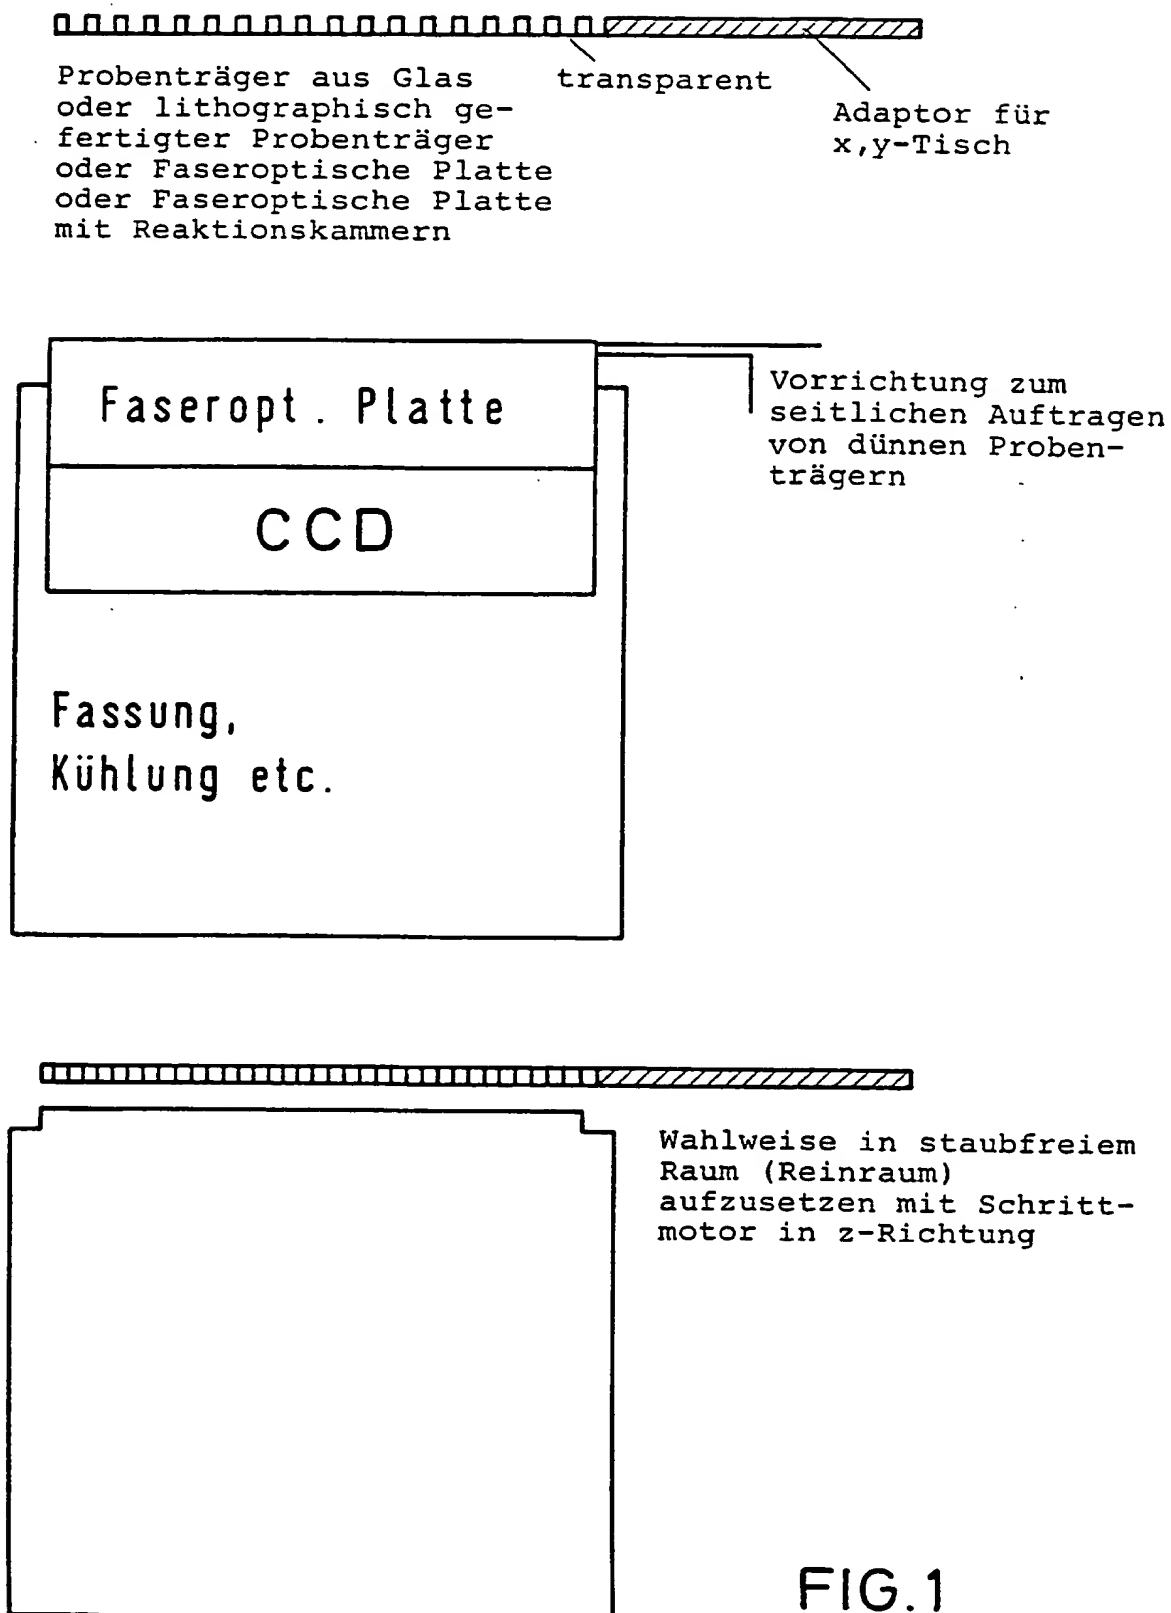 Probenträger aus Glas
oder lithographisch ge-
fertigter Probenträger
oder Faseroptische Platte
oder Faseroptische Platte
mit Reaktionskammern
transparent
Adaptor für
x,y-Tisch
Faseropt. Platte
CCD
Fassung,
Kühlung etc.
Vorrichtung zum
seitlichen Auftragen
von dünnen Proben-
trägern
Wahlweise in staubfreiem
Raum (Reinraum)
aufzusetzen mit Schritt-
motor in z-Richtung
FIG.1